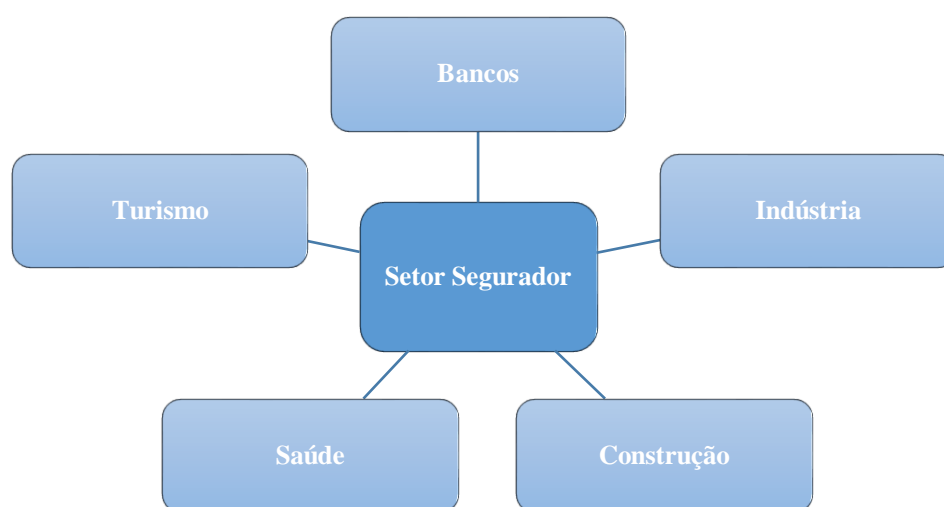 Bancos
Turismo
Indústria
Setor Segurador
Saúde
Construção